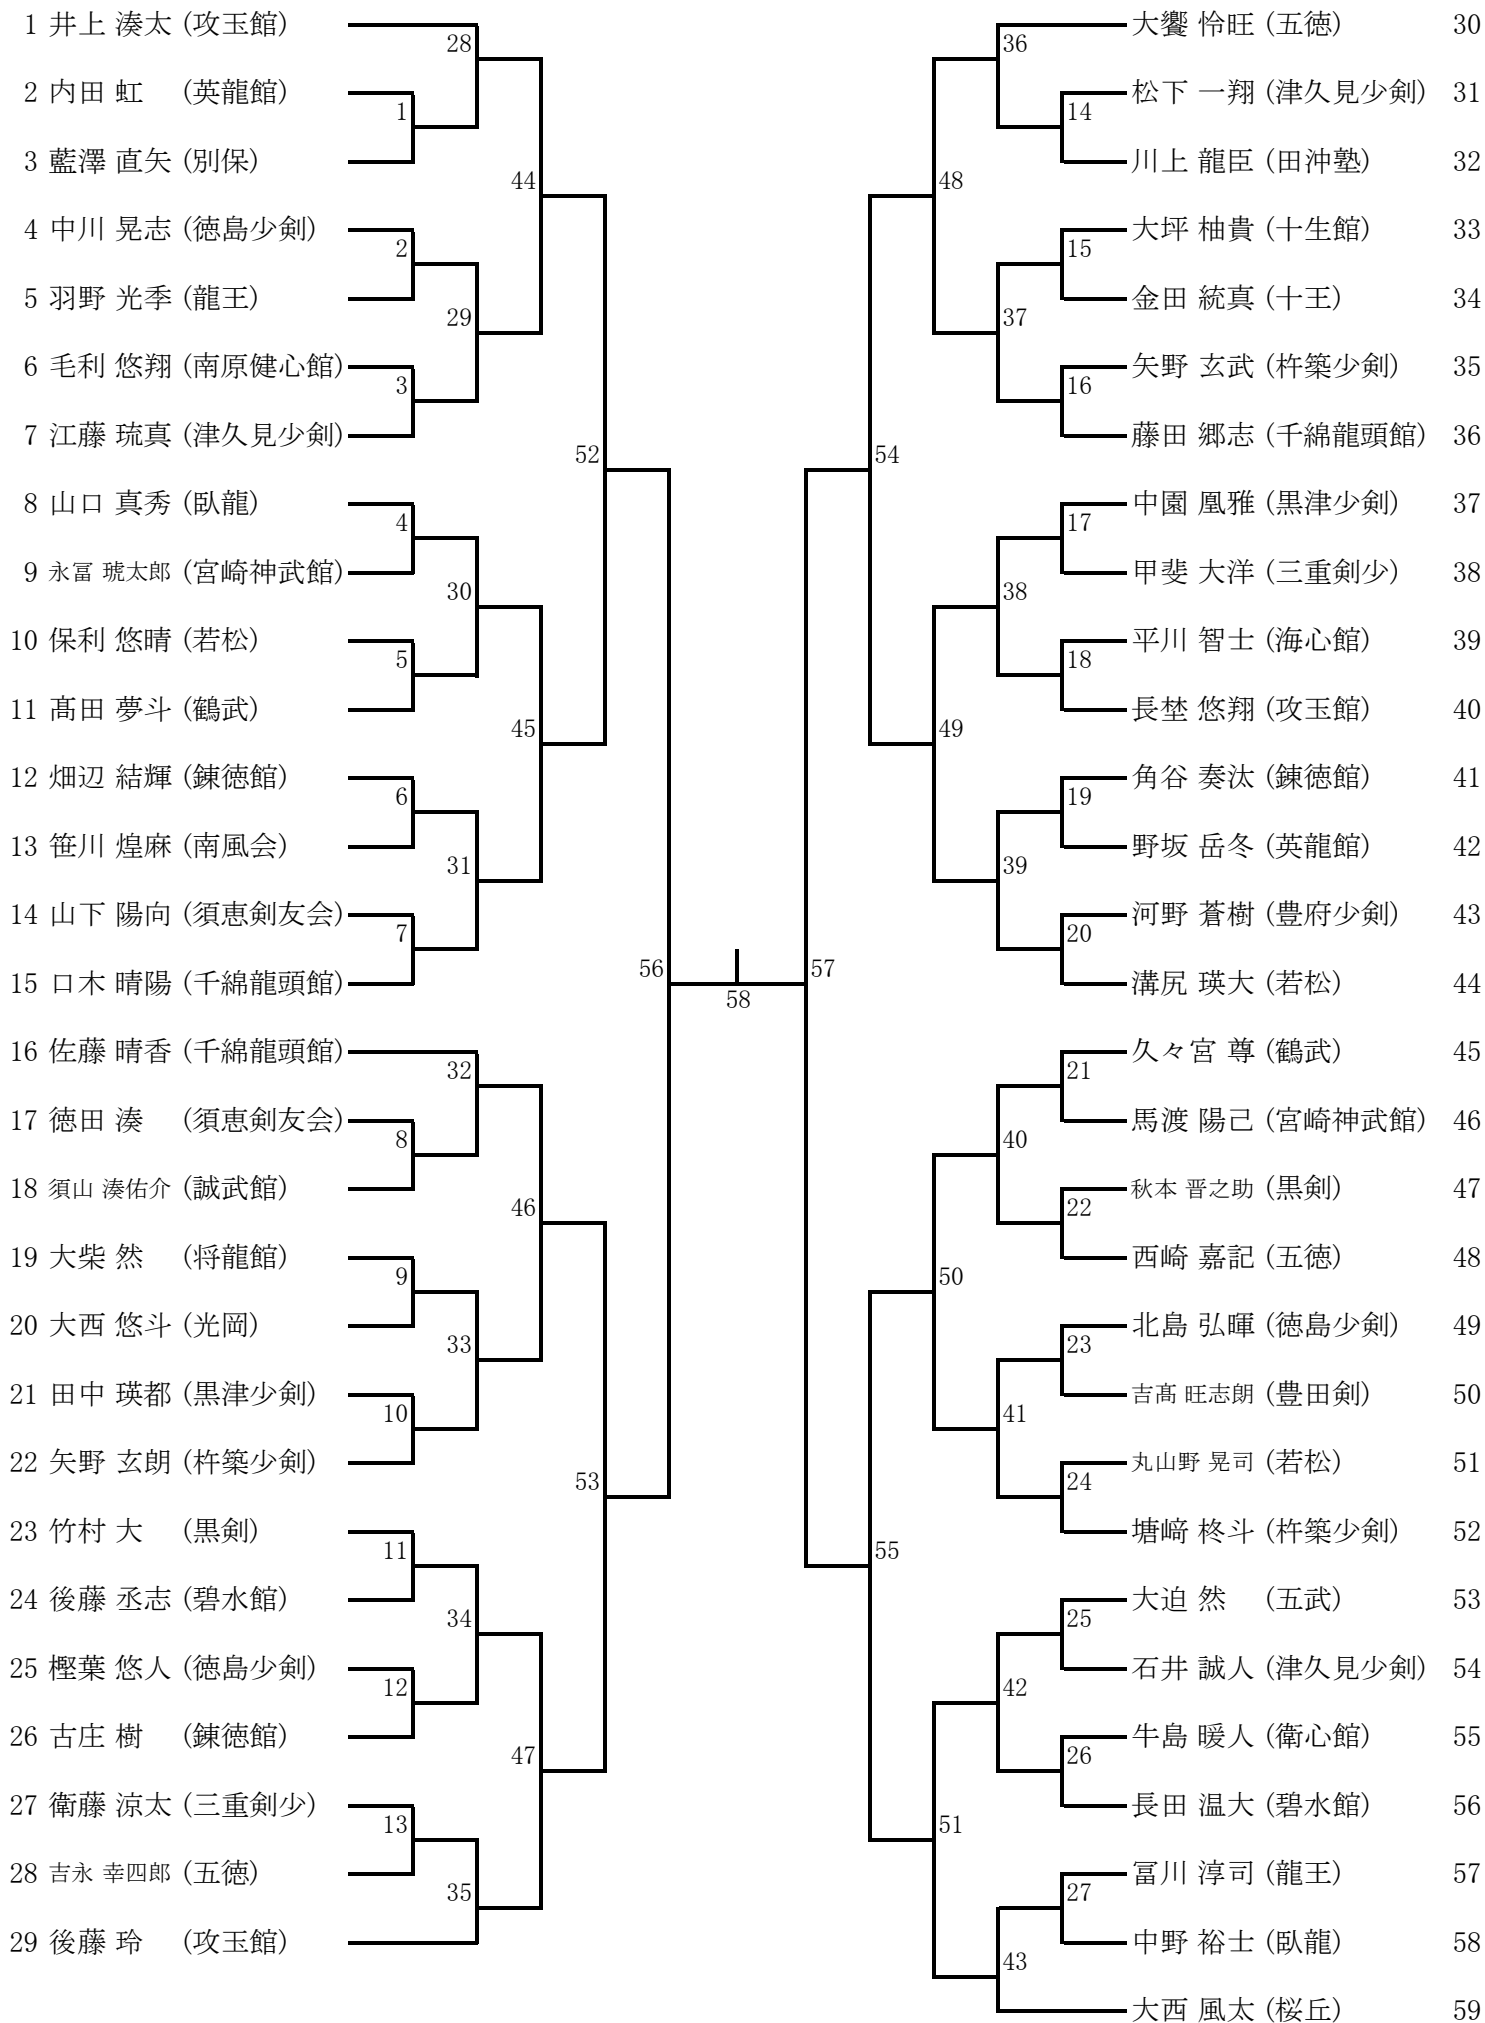 1 井上 湊太 (攻玉館)
2 内田 虹 (英龍館)
3 藍澤 直矢 (別保)
4 中川 晃志 (徳島少剣)
5 羽野 光季 (龍王)
6 毛利 悠翔 (南原健心館)
7 江藤 琉真 (津久見少剣)
8 山口 真秀 (臥龍)
9 永冨 琥太郎 (宮崎神武館)
10 保利 悠晴 (若松)
11 髙田 夢斗 (鶴武)
12 畑辺 結輝 (錬徳館)
13 笹川 煌麻 (南風会)
14 山下 陽向 (須恵剣友会)
15 口木 晴陽 (千綿龍頭館)
16 佐藤 晴香 (千綿龍頭館)
17 徳田 湊 (須恵剣友会)
18 須山 湊佑介 (誠武館)
19 大柴 然 (将龍館)
20 大西 悠斗 (光岡)
21 田中 瑛都 (黒津少剣)
22 矢野 玄朗 (杵築少剣)
23 竹村 大 (黒剣)
24 後藤 丞志 (碧水館)
25 樫葉 悠人 (徳島少剣)
26 古庄 樹 (錬徳館)
27 衛藤 涼太 (三重剣少)
28 吉永 幸四郎 (五徳)
29 後藤 玲 (攻玉館)
1
2
3
4
5
6
7
8
9
10
11
12
13
28
29
30
31
32
33
34
35
44
45
46
47
52
53
56
58
57
54
55
48
49
50
51
36
37
38
39
40
41
42
43
14
15
16
17
18
19
20
21
22
23
24
25
26
27
大饗 怜旺 (五徳) 30
松下 一翔 (津久見少剣) 31
川上 龍臣 (田沖塾) 32
大坪 柚貴 (十生館) 33
金田 統真 (十王) 34
矢野 玄武 (杵築少剣) 35
藤田 郷志 (千綿龍頭館) 36
中園 凰雅 (黒津少剣) 37
甲斐 大洋 (三重剣少) 38
平川 智士 (海心館) 39
長埜 悠翔 (攻玉館) 40
角谷 奏汰 (錬徳館) 41
野坂 岳冬 (英龍館) 42
河野 蒼樹 (豊府少剣) 43
溝尻 瑛大 (若松) 44
久々宮 尊 (鶴武) 45
馬渡 陽己 (宮崎神武館) 46
秋本 晋之助 (黒剣) 47
西崎 嘉記 (五徳) 48
北島 弘暉 (徳島少剣) 49
吉髙 旺志朗 (豊田剣) 50
丸山野 晃司 (若松) 51
塘﨑 柊斗 (杵築少剣) 52
大迫 然 (五武) 53
石井 誠人 (津久見少剣) 54
牛島 暖人 (衛心館) 55
長田 温大 (碧水館) 56
冨川 淳司 (龍王) 57
中野 裕士 (臥龍) 58
大西 風太 (桜丘) 59